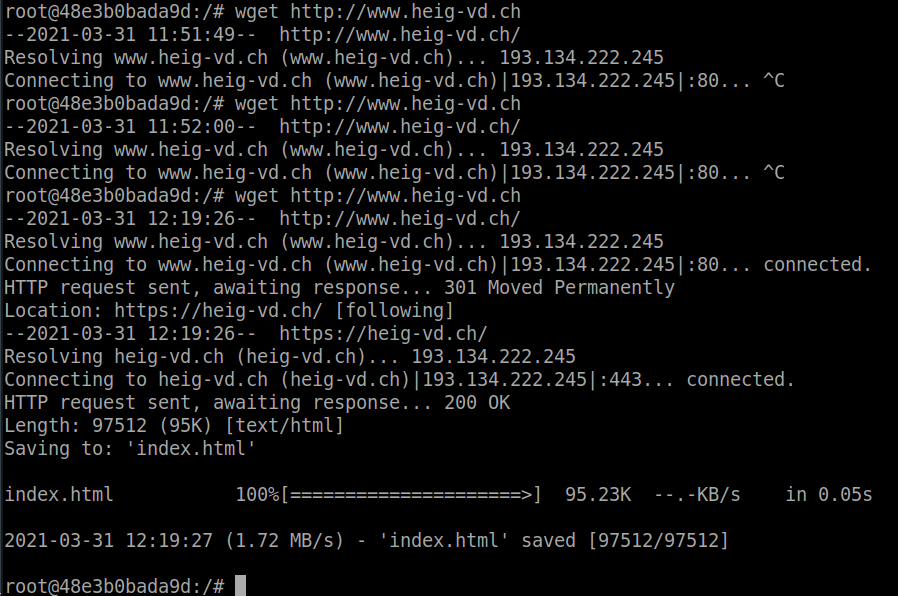 root@48e3b0bada9d:/# wget http://www.heig-vd.ch
--2021-03-31 11:51:49--  http://www.heig-vd.ch/
Resolving www.heig-vd.ch (www.heig-vd.ch)... 193.134.222.245
Connecting to www.heig-vd.ch (www.heig-vd.ch)|193.134.222.245|:80... ^C
root@48e3b0bada9d:/# wget http://www.heig-vd.ch
--2021-03-31 11:52:00--  http://www.heig-vd.ch/
Resolving www.heig-vd.ch (www.heig-vd.ch)... 193.134.222.245
Connecting to www.heig-vd.ch (www.heig-vd.ch)|193.134.222.245|:80... ^C
root@48e3b0bada9d:/# wget http://www.heig-vd.ch
--2021-03-31 12:19:26--  http://www.heig-vd.ch/
Resolving www.heig-vd.ch (www.heig-vd.ch)... 193.134.222.245
Connecting to www.heig-vd.ch (www.heig-vd.ch)|193.134.222.245|:80... connected.
HTTP request sent, awaiting response... 301 Moved Permanently
Location: https://heig-vd.ch/ [following]
--2021-03-31 12:19:26--  https://heig-vd.ch/
Resolving heig-vd.ch (heig-vd.ch)... 193.134.222.245
Connecting to heig-vd.ch (heig-vd.ch)|193.134.222.245|:443... connected.
HTTP request sent, awaiting response... 200 OK
Length: 97512 (95K) [text/html]
Saving to: 'index.html'
index.html           100%[=====================>]  95.23K  --.-KB/s    in 0.05s
2021-03-31 12:19:27 (1.72 MB/s) - 'index.html' saved [97512/97512]
root@48e3b0bada9d:/#